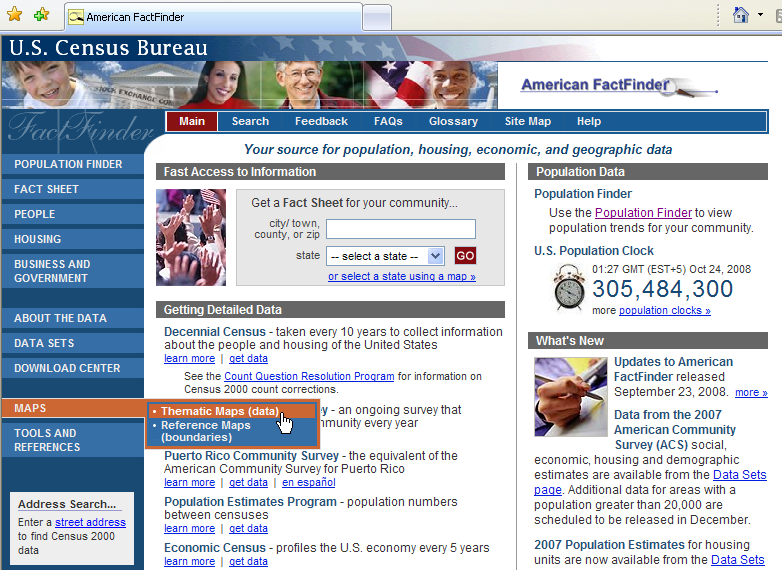 American FactFinder
U.S. Census Bureau
STOCK EXCHANGE
American FactFinder
FactFinder
Main Search Feedback FAQs Glossary Site Map Help
Your source for population, housing, economic, and geographic data
POPULATION FINDER
FACT SHEET
PEOPLE
HOUSING
BUSINESS AND
GOVERNMENT
ABOUT THE DATA
DATA SETS
DOWNLOAD CENTER
MAPS
• Thematic Maps (data)
• Reference Maps
(boundaries)
TOOLS AND
REFERENCES
Address Search...
Enter a street address
to find Census 2000
data
Fast Access to Information
Get a Fact Sheet for your community...
city/ town,
county, or zip
state -- select a state -- GO
or select a state using a map »
Getting Detailed Data
Decennial Census - taken every 10 years to collect information
about the people and housing of the United States
learn more | get data
See the Count Question Resolution Program for information on
Census 2000 count corrections.
- an ongoing survey that
every year
Puerto Rico Community Survey - the equivalent of the
American Community Survey for Puerto Rico
learn more | get data | en español
Population Estimates Program - population numbers
between censuses
learn more | get data
Economic Census - profiles the U.S. economy every 5 years
learn more | get data
Population Data
Population Finder
Use the Population Finder to view
population trends for your community.
U.S. Population Clock
01:27 GMT (EST+5) Oct 24, 2008
305,484,300
more population clocks »
What's New
Updates to American
FactFinder released
September 23, 2008. more »
Data from the 2007
American Community
Survey (ACS) social,
economic, housing and demographic
estimates are available from the Data Sets
page. Additional data for areas with a
population greater than 20,000 are
scheduled to be released in December.
2007 Population Estimates for housing
units are now available from the Data Sets